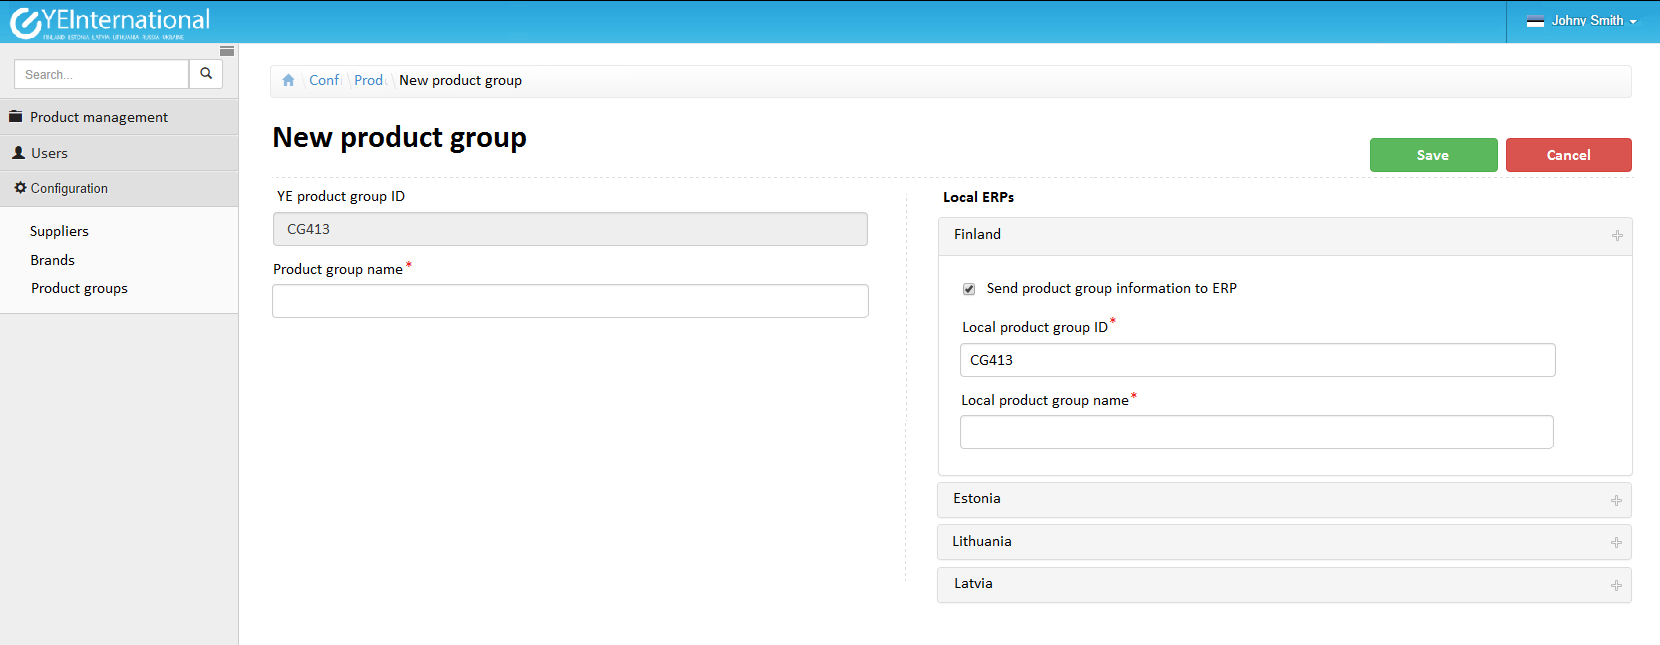 YEInternational
FINLAND ESTONIA LATVIA LITHUANIA RUSSIA UKRAINE
Johny Smith
Search...
Conf
Prod
New product group
Product management
Users
Configuration
Suppliers
Brands
Product groups
New product group
Save
Cancel
YE product group ID
CG413
Product group name*
Local ERPs
Finland
Send product group information to ERP
Local product group ID*
CG413
Local product group name*
Estonia
Lithuania
Latvia